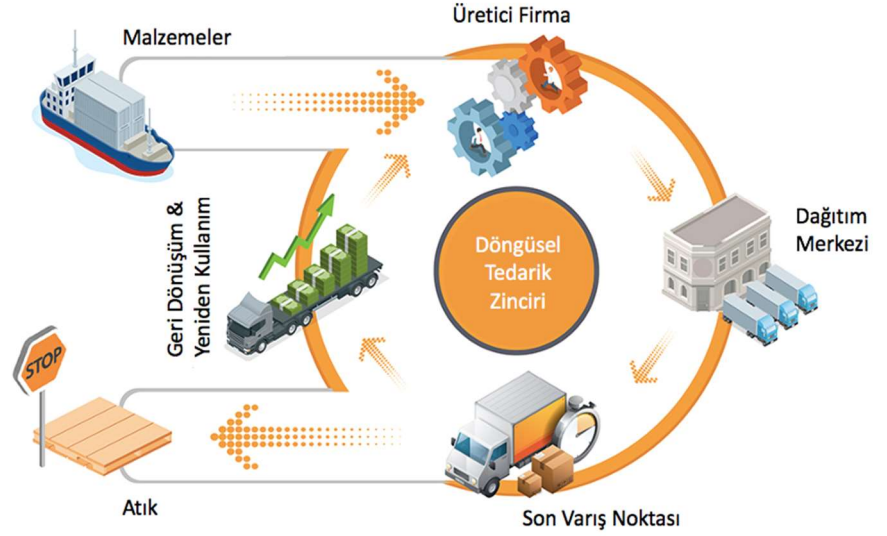 Üretici Firma
Malzemeler
Dağıtım
Merkezi
Döngüsel
Tedarik
Zinciri
Geri Dönüşüm &
Yeniden Kullanım
STOP
Atık
Son Varış Noktası